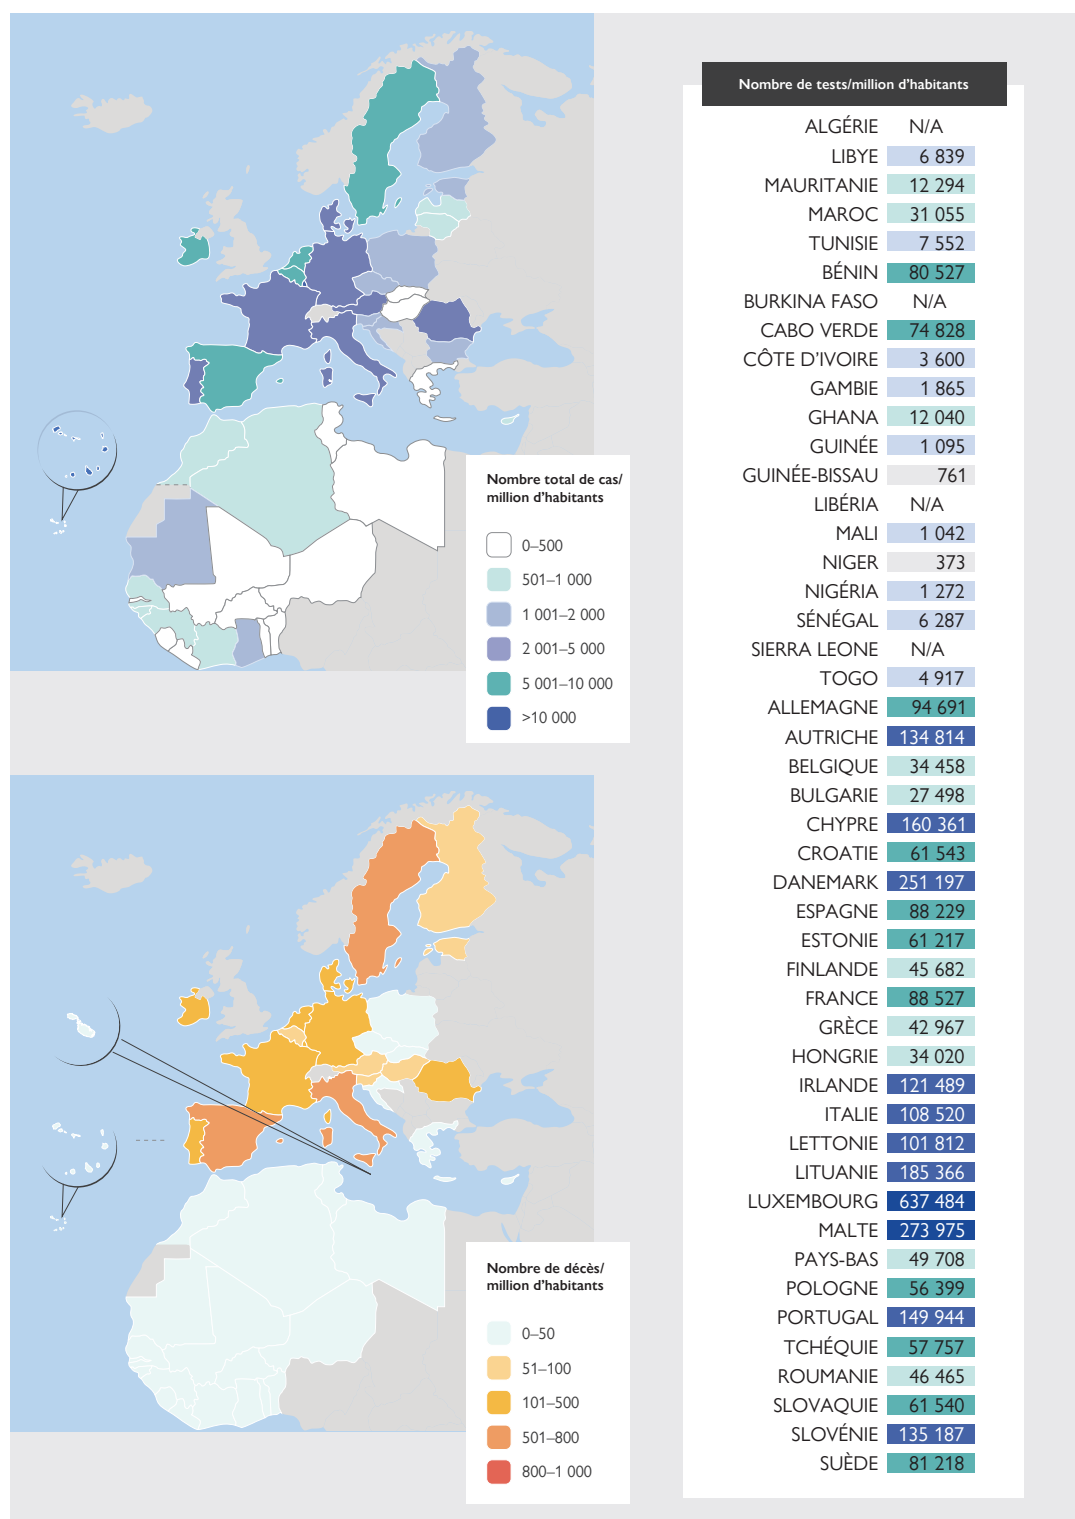 Nombre total de cas/
million d'habitants
0–500
501–1 000
1 001–2 000
2 001–5 000
5 001–10 000
>10 000
Nombre de décès/
million d'habitants
0–50
51–100
101–500
501–800
800–1 000
Nombre de tests/million d'habitants
ALGÉRIE N/A
LIBYE 6 839
MAURITANIE 12 294
MAROC 31 055
TUNISIE 7 552
BÉNIN 80 527
BURKINA FASO N/A
CABO VERDE 74 828
CÔTE D'IVOIRE 3 600
GAMBIE 1 865
GHANA 12 040
GUINÉE 1 095
GUINÉE-BISSAU 761
LIBÉRIA N/A
MALI 1 042
NIGER 373
NIGÉRIA 1 272
SÉNÉGAL 6 287
SIERRA LEONE N/A
TOGO 4 917
ALLEMAGNE 94 691
AUTRICHE 134 814
BELGIQUE 34 458
BULGARIE 27 498
CHYPRE 160 361
CROATIE 61 543
DANEMARK 251 197
ESPAGNE 88 229
ESTONIE 61 217
FINLANDE 45 682
FRANCE 88 527
GRÈCE 42 967
HONGRIE 34 020
IRLANDE 121 489
ITALIE 108 520
LETTONIE 101 812
LITUANIE 185 366
LUXEMBOURG 637 484
MALTE 273 975
PAYS-BAS 49 708
POLOGNE 56 399
PORTUGAL 149 944
TCHÉQUIE 57 757
ROUMANIE 46 465
SLOVAQUIE 61 540
SLOVÉNIE 135 187
SUÈDE 81 218